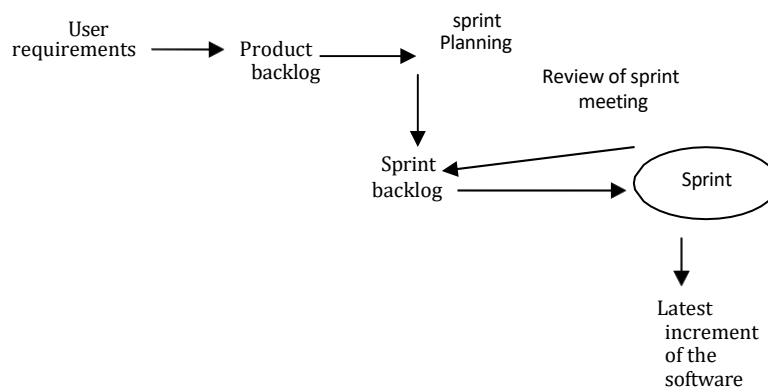 User
requirements
Product
backlog
sprint
Planning
Review of sprint
meeting
Sprint
backlog
Sprint
Latest
increment
of the
software